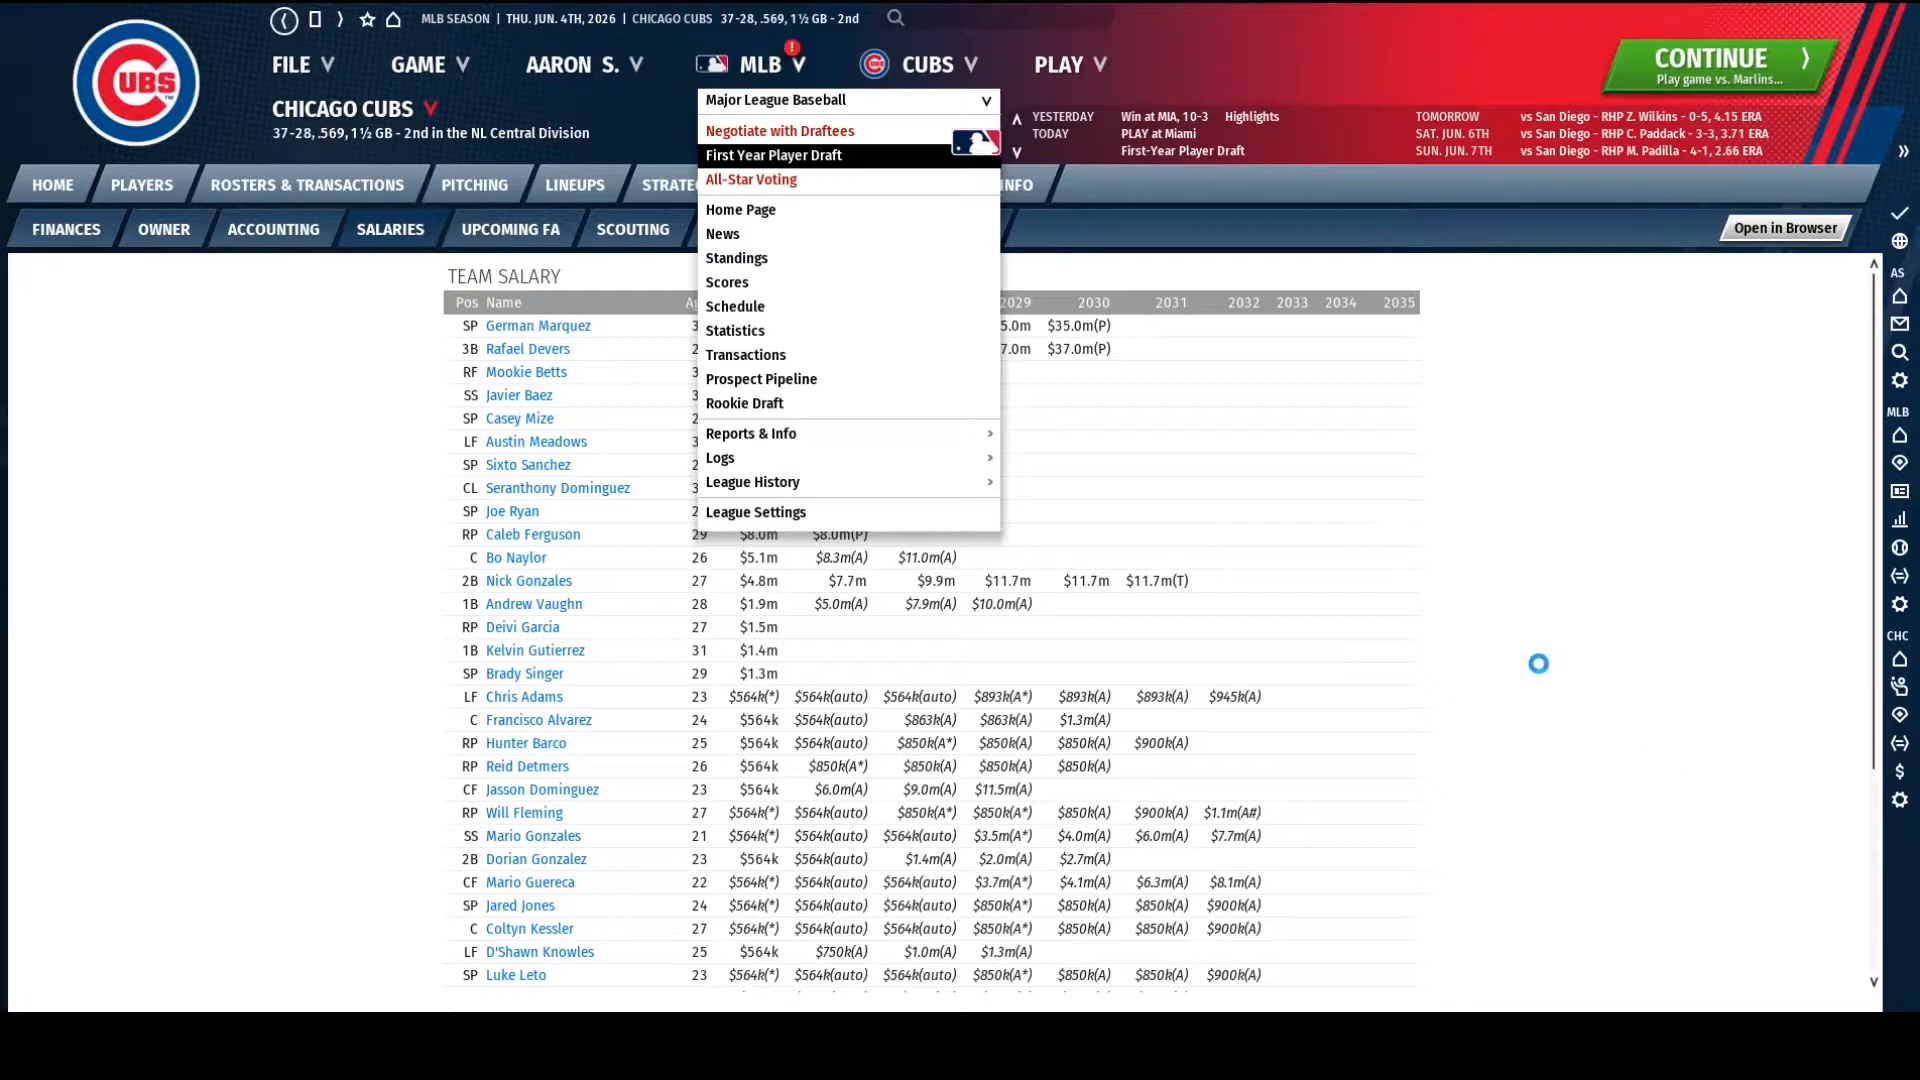 MLB SEASON | THU. JUN. 4TH, 2026 | CHICAGO CUBS 37-28, .569, 1½ GB - 2nd
FILE GAME AARON S. MLB CUBS PLAY
CONTINUE
Play game vs. Marlins...
CUBS
CHICAGO CUBS
37-28, .569, 1½ GB - 2nd in the NL Central Division
YESTERDAY Win at MIA, 10-3 Highlights
TODAY PLAY at Miami
First-Year Player Draft
TOMORROW vs San Diego - RHP Z. Wilkins - 0-5, 4.15 ERA
SAT. JUN. 6TH vs San Diego - RHP C. Paddack - 3-3, 3.71 ERA
SUN. JUN. 7TH vs San Diego - RHP M. Padilla - 4-1, 2.66 ERA
HOME PLAYERS ROSTERS & TRANSACTIONS PITCHING LINEUPS STRATE INFO
FINANCES OWNER ACCOUNTING SALARIES UPCOMING FA SCOUTING
Open in Browser
Major League Baseball
Negotiate with Draftees
First Year Player Draft
All-Star Voting
Home Page
News
Standings
Scores
Schedule
Statistics
Transactions
Prospect Pipeline
Rookie Draft
Reports & Info
Logs
League History
League Settings
TEAM SALARY
Pos Name 2029 2030 2031 2032 2033 2034 2035
SP German Marquez 5.0m $35.0m(P)
3B Rafael Devers 7.0m $37.0m(P)
RF Mookie Betts
SS Javier Baez
SP Casey Mize
LF Austin Meadows
SP Sixto Sanchez
CL Seranthony Dominguez
SP Joe Ryan
RP Caleb Ferguson 29 $8.0m $8.0m(P)
C Bo Naylor 26 $5.1m $8.3m(A) $11.0m(A)
2B Nick Gonzales 27 $4.8m $7.7m $9.9m $11.7m $11.7m $11.7m(T)
1B Andrew Vaughn 28 $1.9m $5.0m(A) $7.9m(A) $10.0m(A)
RP Deivi Garcia 27 $1.5m
1B Kelvin Gutierrez 31 $1.4m
SP Brady Singer 29 $1.3m
LF Chris Adams 23 $564k(*) $564k(auto) $564k(auto) $893k(A*) $893k(A) $893k(A) $945k(A)
C Francisco Alvarez 24 $564k $564k(auto) $863k(A) $863k(A) $1.3m(A)
RP Hunter Barco 25 $564k $564k(auto) $850k(A*) $850k(A) $850k(A) $900k(A)
RP Reid Detmers 26 $564k $850k(A*) $850k(A) $850k(A) $850k(A)
CF Jasson Dominguez 23 $564k $6.0m(A) $9.0m(A) $11.5m(A)
RP Will Fleming 27 $564k(*) $564k(auto) $850k(A*) $850k(A*) $850k(A) $900k(A) $1.1m(A#)
SS Mario Gonzales 21 $564k(*) $564k(auto) $564k(auto) $3.5m(A*) $4.0m(A) $6.0m(A) $7.7m(A)
2B Dorian Gonzalez 23 $564k $564k(auto) $1.4m(A) $2.0m(A) $2.7m(A)
CF Mario Guereca 22 $564k(*) $564k(auto) $564k(auto) $3.7m(A*) $4.1m(A) $6.3m(A) $8.1m(A)
SP Jared Jones 24 $564k(*) $564k(auto) $564k(auto) $850k(A*) $850k(A) $850k(A) $900k(A)
C Coltyn Kessler 27 $564k(*) $564k(auto) $564k(auto) $850k(A*) $850k(A) $850k(A) $900k(A)
LF D'Shawn Knowles 25 $564k $750k(A) $1.0m(A) $1.3m(A)
SP Luke Leto 23 $564k(*) $564k(auto) $564k(auto) $850k(A*) $850k(A) $850k(A) $900k(A)
AS
MLB
CHC